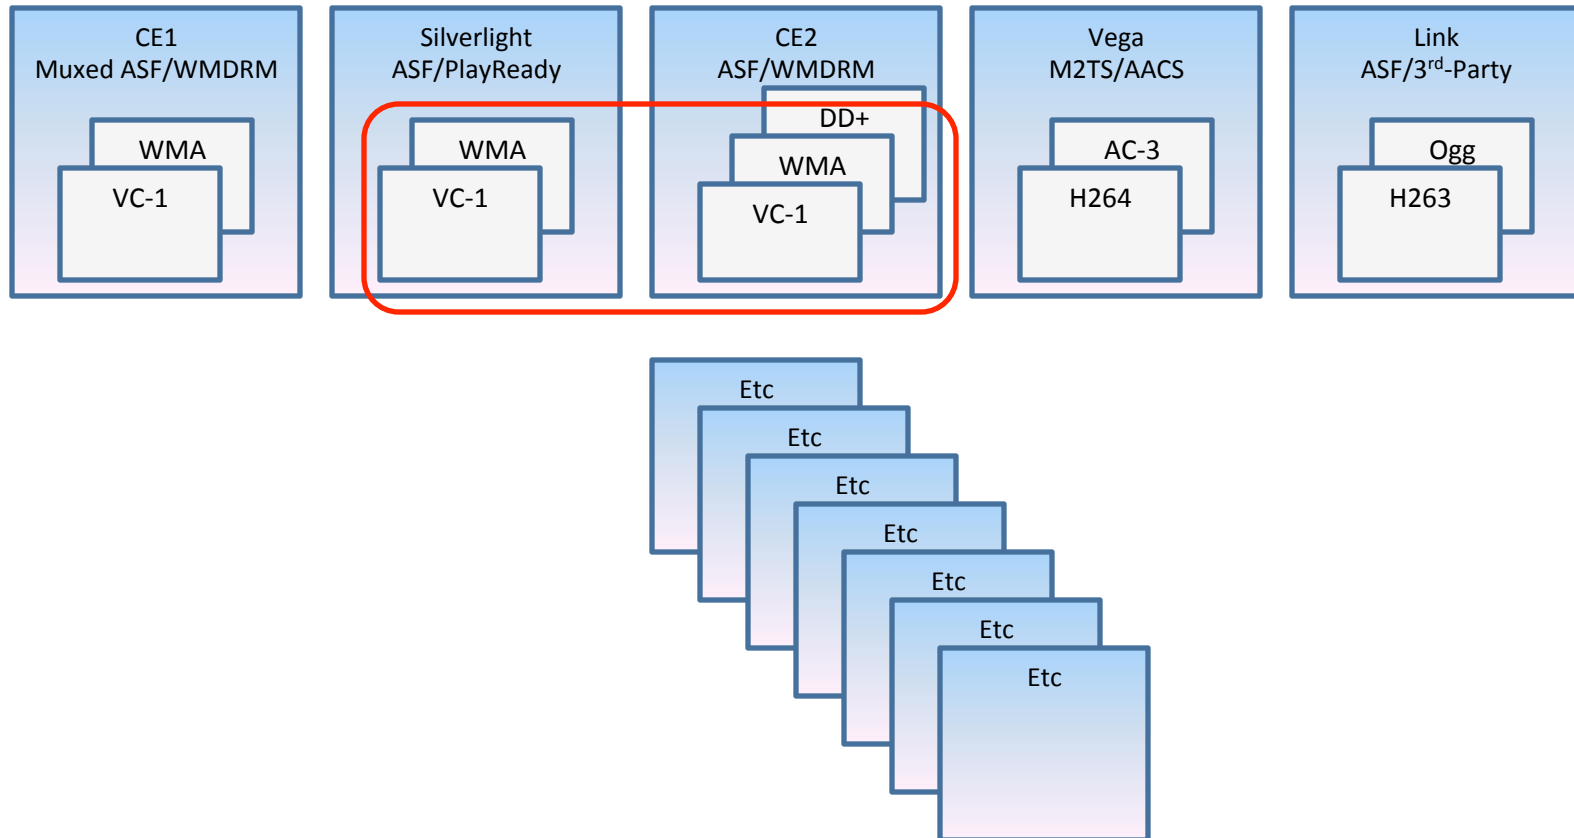 CE1
Muxed ASF/WMDRM
WMA
VC-1
Silverlight
ASF/PlayReady
WMA
VC-1
CE2
ASF/WMDRM
DD+
WMA
VC-1
Vega
M2TS/AACS
AC-3
H264
Link
ASF/3rd-Party
Ogg
H263
Etc
Etc
Etc
Etc
Etc
Etc
Etc